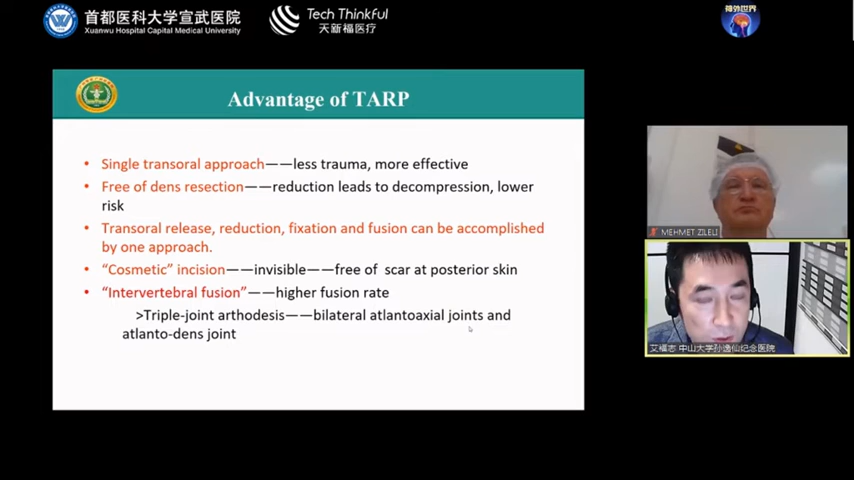 首都医科大学宣武医院
Xuanwu Hospital Capital Medical University
Tech Thinkful
天新福医疗
Advantage of TARP
• Single transoral approach——less trauma, more effective
• Free of dens resection——reduction leads to decompression, lower
risk
• Transoral release, reduction, fixation and fusion can be accomplished
by one approach.
• “Cosmetic” incision——invisible——free of scar at posterior skin
• “Intervertebral fusion”——higher fusion rate
>Triple-joint arthodesis——bilateral atlantoaxial joints and
atlanto-dens joint
MEHMET ZILELI
艾福志 中山大学孙逸仙纪念医院